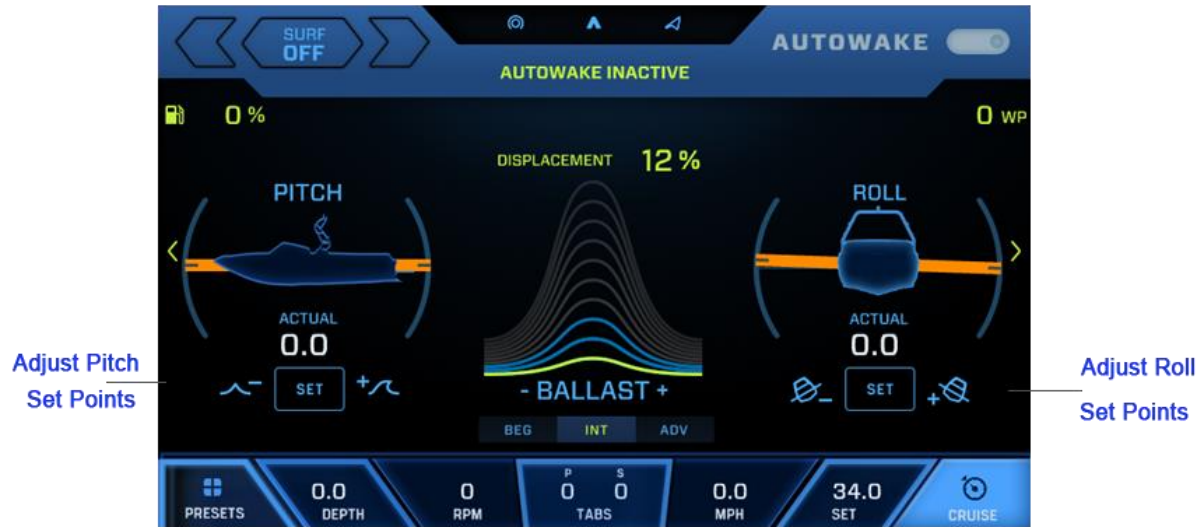 SURF
OFF
AUTOWAKE
AUTOWAKE INACTIVE
0 %
0 WP
DISPLACEMENT 12 %
PITCH
ROLL
ACTUAL
0.0
ACTUAL
0.0
Adjust Pitch
Set Points
- SET +
- BALLAST +
- SET +
Adjust Roll
Set Points
BEG INT ADV
PRESETS
0.0
DEPTH
0
RPM
P S
0 0
TABS
0.0
MPH
34.0
SET
CRUISE